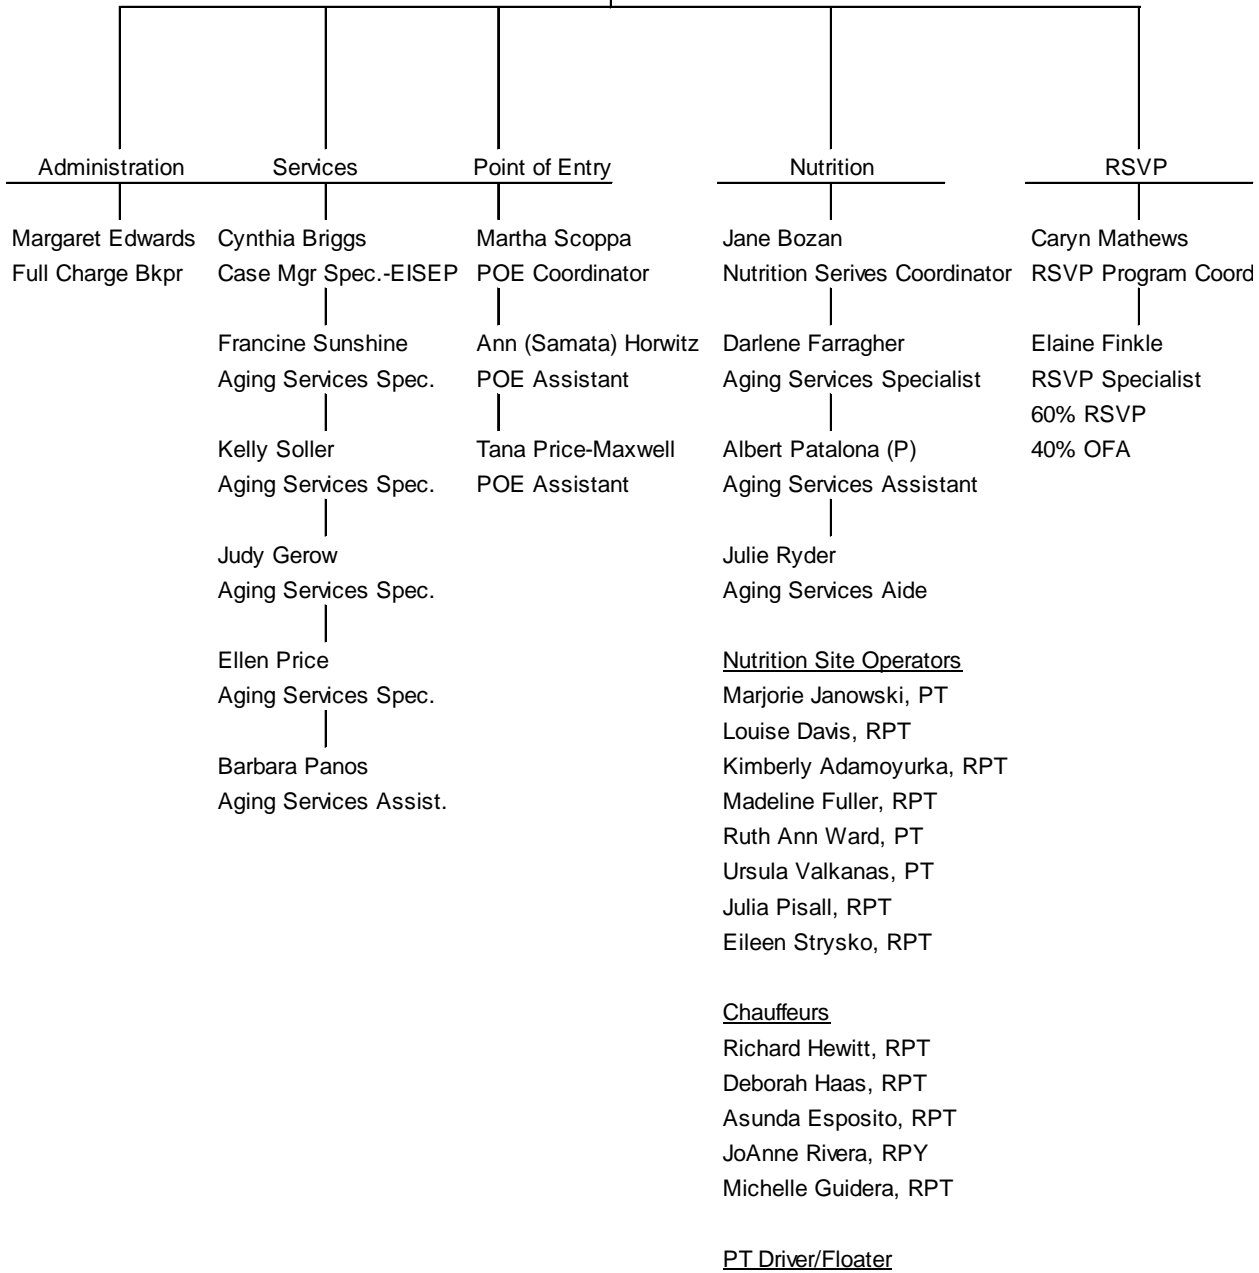 Administration
Margaret Edwards
Full Charge Bkpr
Services
Cynthia Briggs
Case Mgr Spec.-EISEP
Francine Sunshine
Aging Services Spec.
Kelly Soller
Aging Services Spec.
Judy Gerow
Aging Services Spec.
Ellen Price
Aging Services Spec.
Barbara Panos
Aging Services Assist.
Point of Entry
Martha Scoppa
POE Coordinator
Ann (Samata) Horwitz
POE Assistant
Tana Price-Maxwell
POE Assistant
Nutrition
Jane Bozan
Nutrition Serives Coordinator
Darlene Farragher
Aging Services Specialist
Albert Patalona (P)
Aging Services Assistant
Julie Ryder
Aging Services Aide
Nutrition Site Operators
Marjorie Janowski, PT
Louise Davis, RPT
Kimberly Adamoyurka, RPT
Madeline Fuller, RPT
Ruth Ann Ward, PT
Ursula Valkanas, PT
Julia Pisall, RPT
Eileen Strysko, RPT
Chauffeurs
Richard Hewitt, RPT
Deborah Haas, RPT
Asunda Esposito, RPT
JoAnne Rivera, RPY
Michelle Guidera, RPT
PT Driver/Floater
RSVP
Caryn Mathews
RSVP Program Coord
Elaine Finkle
RSVP Specialist
60% RSVP
40% OFA